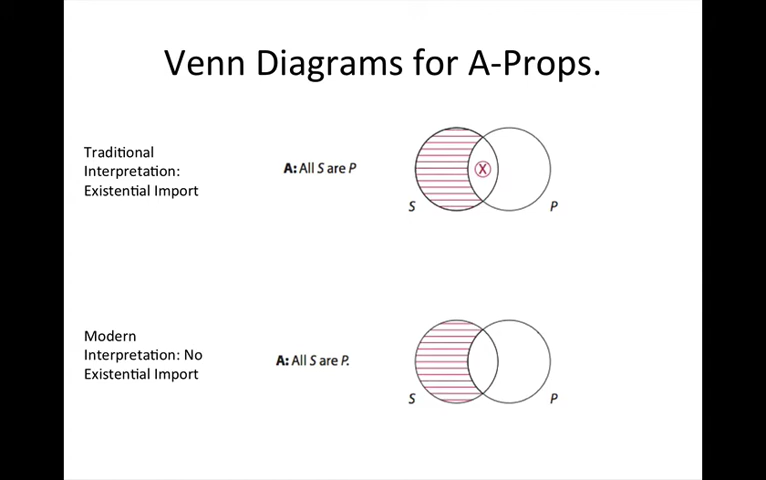 Venn Diagrams for A-Props.
Traditional
Interpretation:
Existential Import
A: All S are P
X
S
P
Modern
Interpretation: No
Existential Import
A: All S are P.
S
P